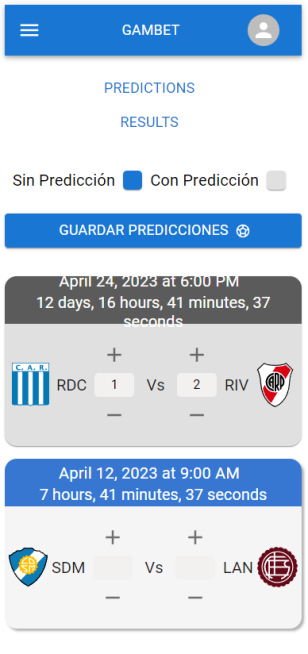 GAMBET
PREDICTIONS
RESULTS
Sin Predicción Con Predicción
GUARDAR PREDICCIONES
April 24, 2023 at 6:00 PM
12 days, 16 hours, 41 minutes, 37
seconds
C. A. R.
RDC 1 Vs 2 RIV
CARP
April 12, 2023 at 9:00 AM
7 hours, 41 minutes, 37 seconds
SDM Vs LAN